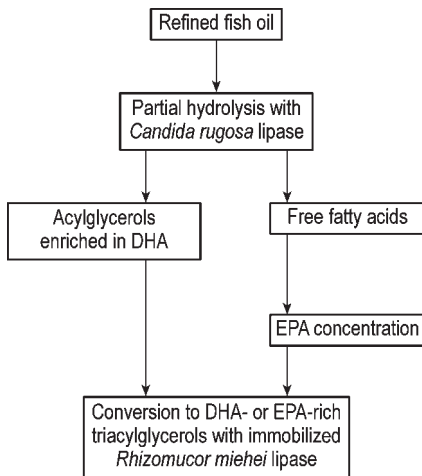 Refined fish oil
Partial hydrolysis with
Candida rugosa lipase
Acylglycerols
enriched in DHA
Free fatty acids
EPA concentration
Conversion to DHA- or EPA-rich
triacylglycerols with immobilized
Rhizomucor miehei lipase